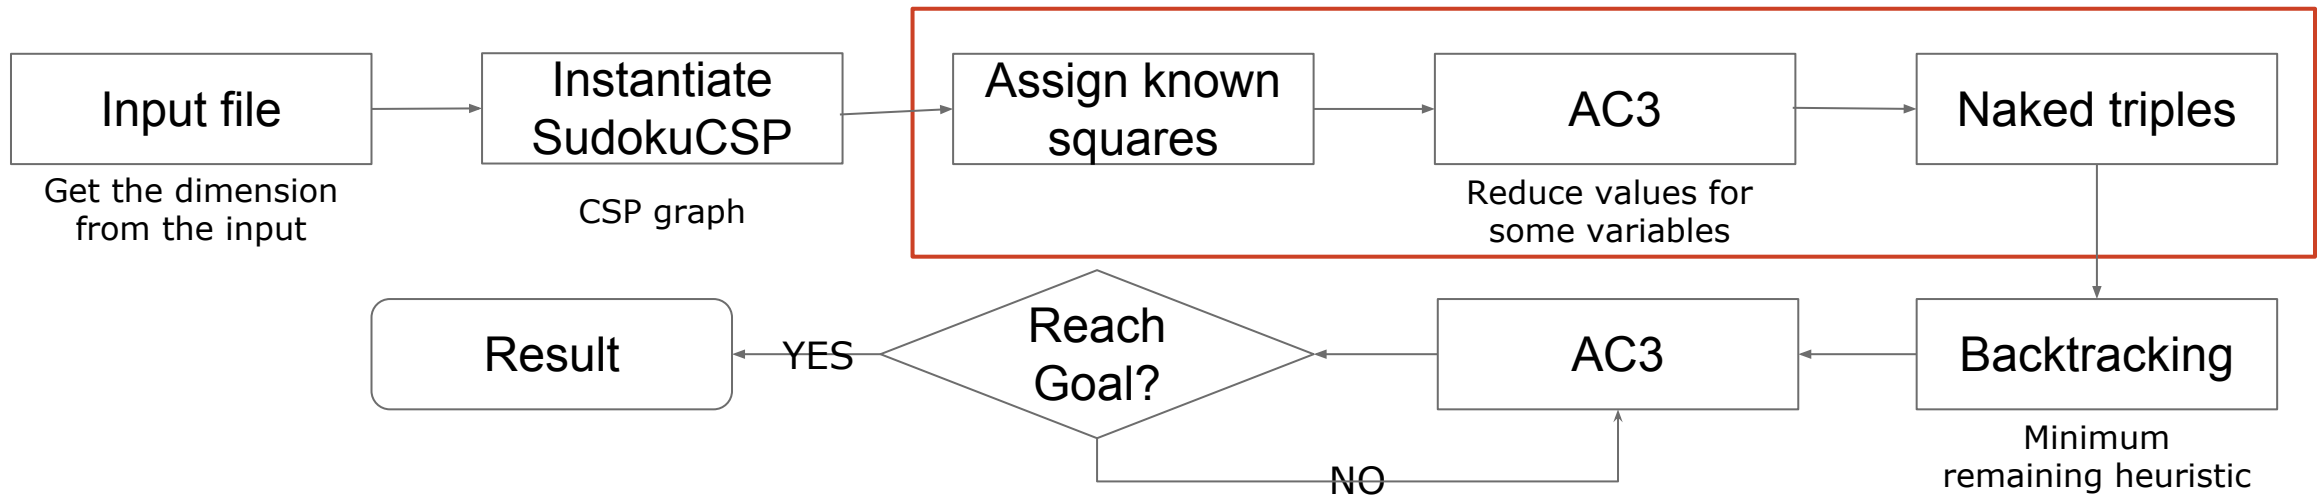 Input file
Get the dimension
from the input
Instantiate
SudokuCSP
CSP graph
Assign known
squares
AC3
Reduce values for
some variables
Naked triples
Result
YES
Reach
Goal?
NO
AC3
Backtracking
Minimum
remaining heuristic